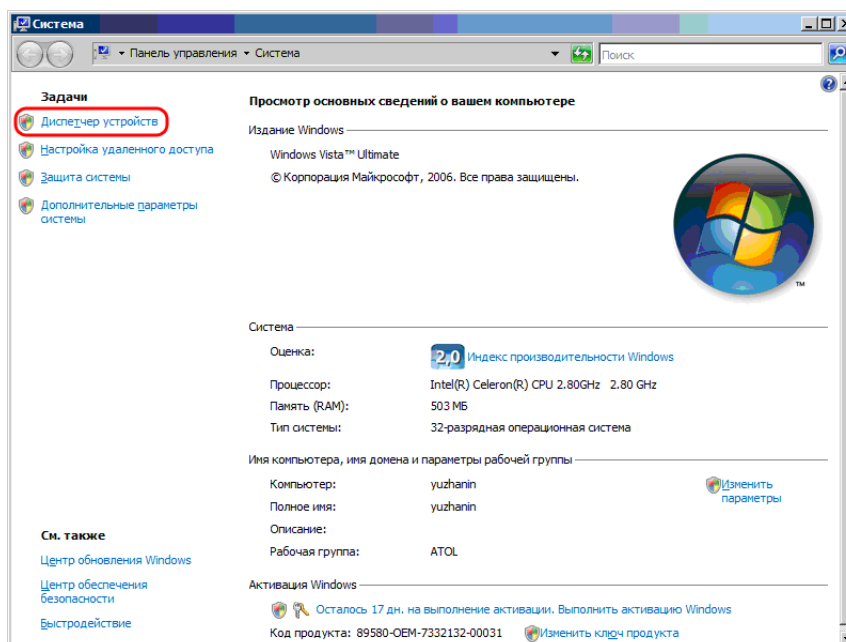 Система
Панель управления Система
Поиск
Задачи
Диспетчер устройств
Настройка удаленного доступа
Защита системы
Дополнительные параметры
системы
Просмотр основных сведений о вашем компьютере
Издание Windows
Windows Vista™ Ultimate
© Корпорация Майкрософт, 2006. Все права защищены.
TM
Система
Оценка: 2,0 Индекс производительности Windows
Процессор: Intel(R) Celeron(R) CPU 2.80GHz 2.80 GHz
Память (RAM): 503 МБ
Тип системы: 32-разрядная операционная система
Имя компьютера, имя домена и параметры рабочей группы
Компьютер: yuzhanin Изменить
параметры
Полное имя: yuzhanin
Описание:
Рабочая группа: ATOL
См. также
Центр обновления Windows
Центр обеспечения
безопасности
Быстродействие
Активация Windows
Осталось 17 дн. на выполнение активации. Выполнить активацию Windows
Код продукта: 89580-OEM-7332132-00031 Изменить ключ продукта